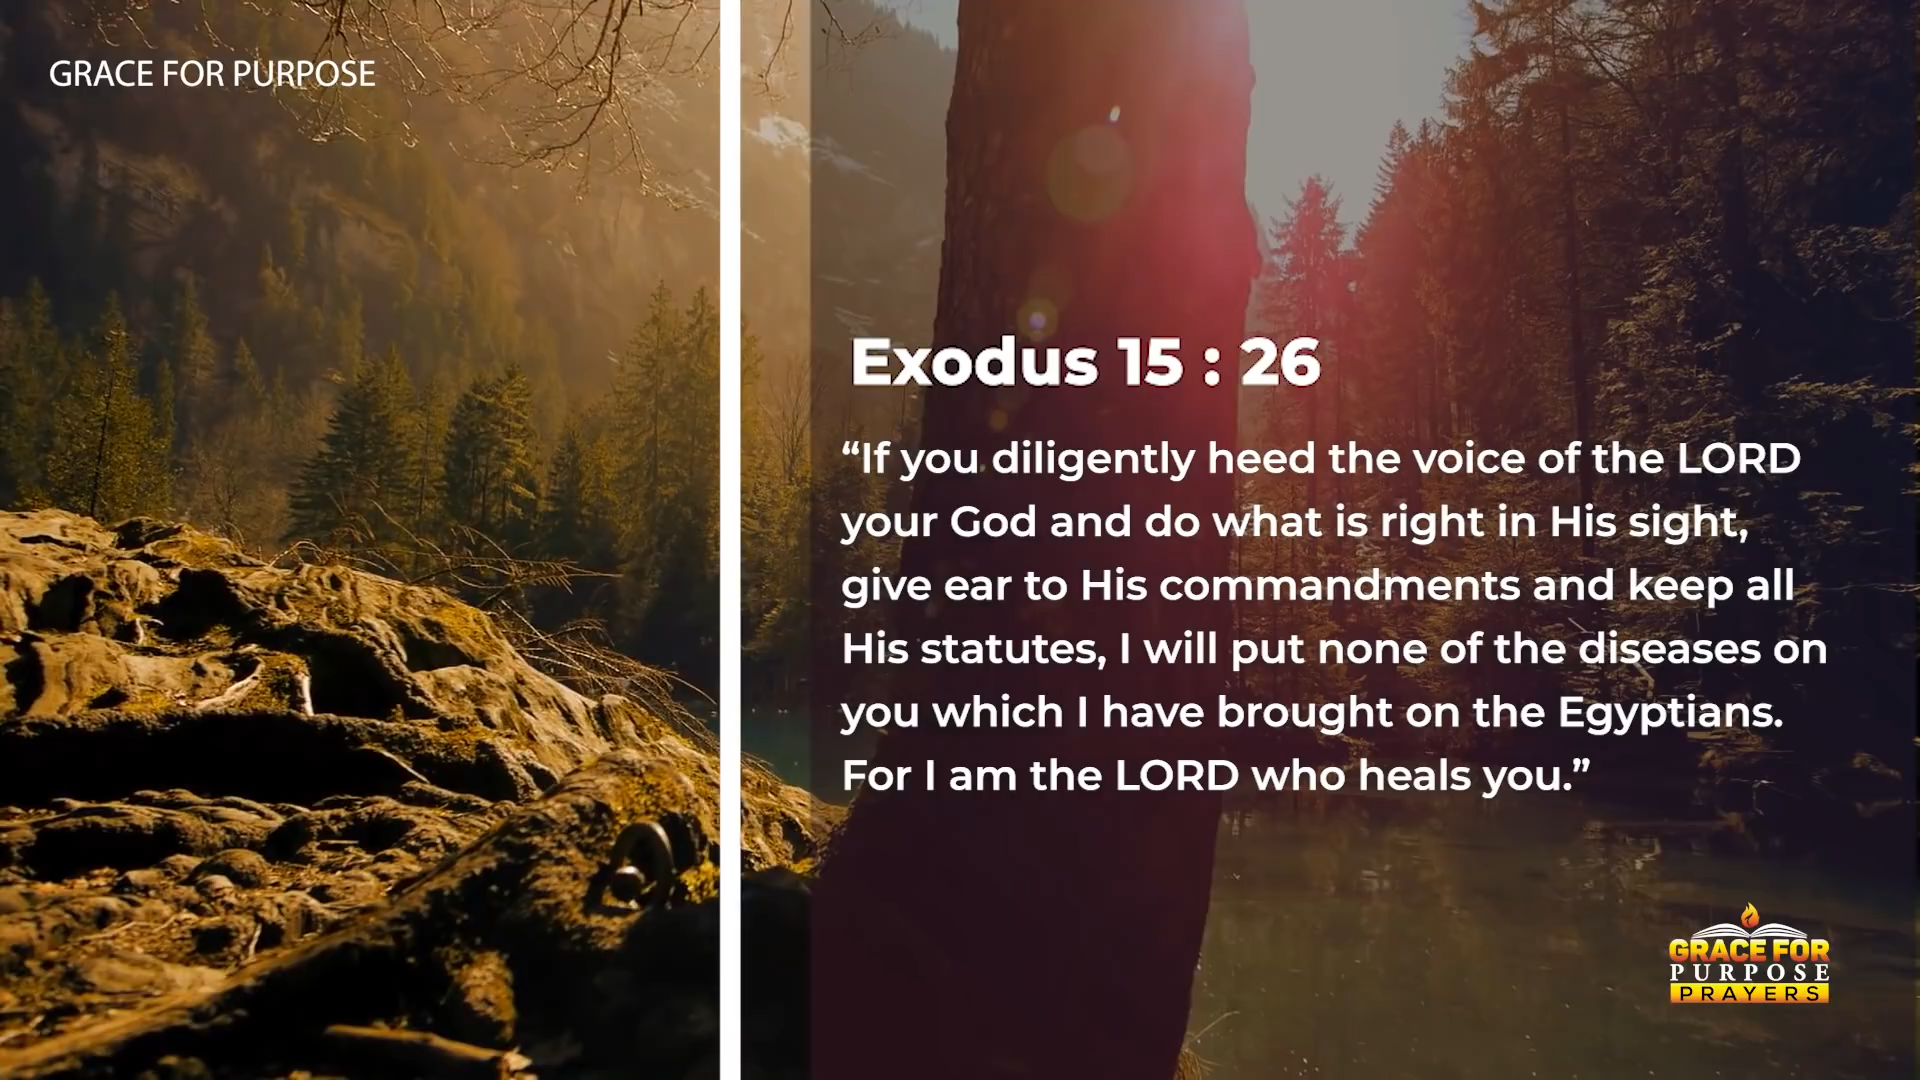 GRACE FOR PURPOSE
Exodus 15 : 26
“If you diligently heed the voice of the LORD
your God and do what is right in His sight,
give ear to His commandments and keep all
His statutes, I will put none of the diseases on
you which I have brought on the Egyptians.
For I am the LORD who heals you.”
GRACE FOR
PURPOSE
PRAYERS